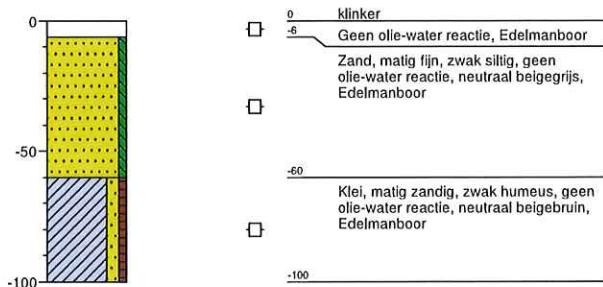 0
-50
-100
0 klinker
-6 Geen olie-water reactie, Edelmanboor
Zand, matig fijn, zwak siltig, geen
olie-water reactie, neutraal beigegrijs,
Edelmanboor
-60
Klei, matig zandig, zwak humeus, geen
olie-water reactie, neutraal beigebruin,
Edelmanboor
-100